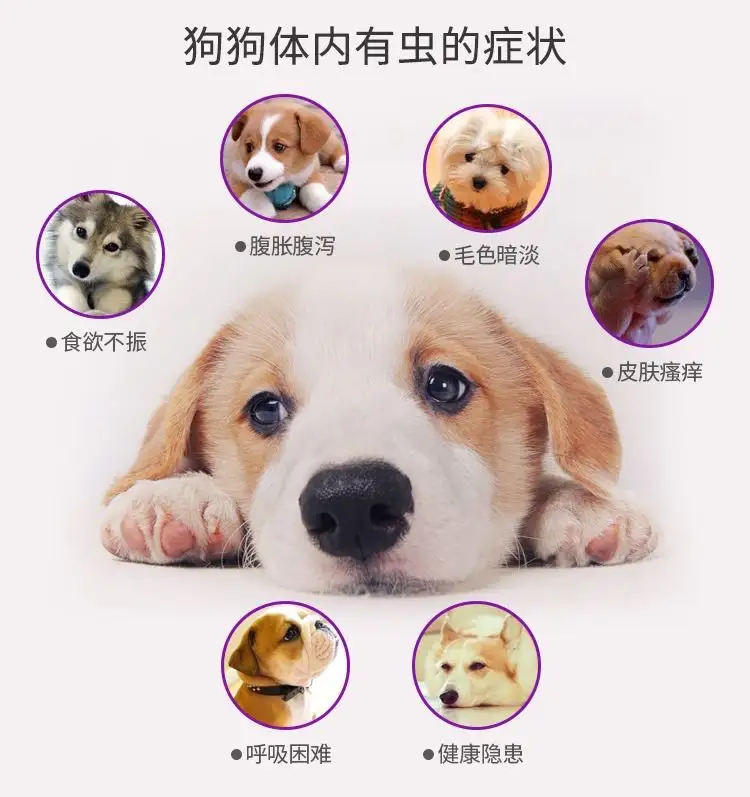 狗狗体内有虫的症状
●腹胀腹泻
●毛色暗淡
●食欲不振
●皮肤瘙痒
●呼吸困难
●健康隐患